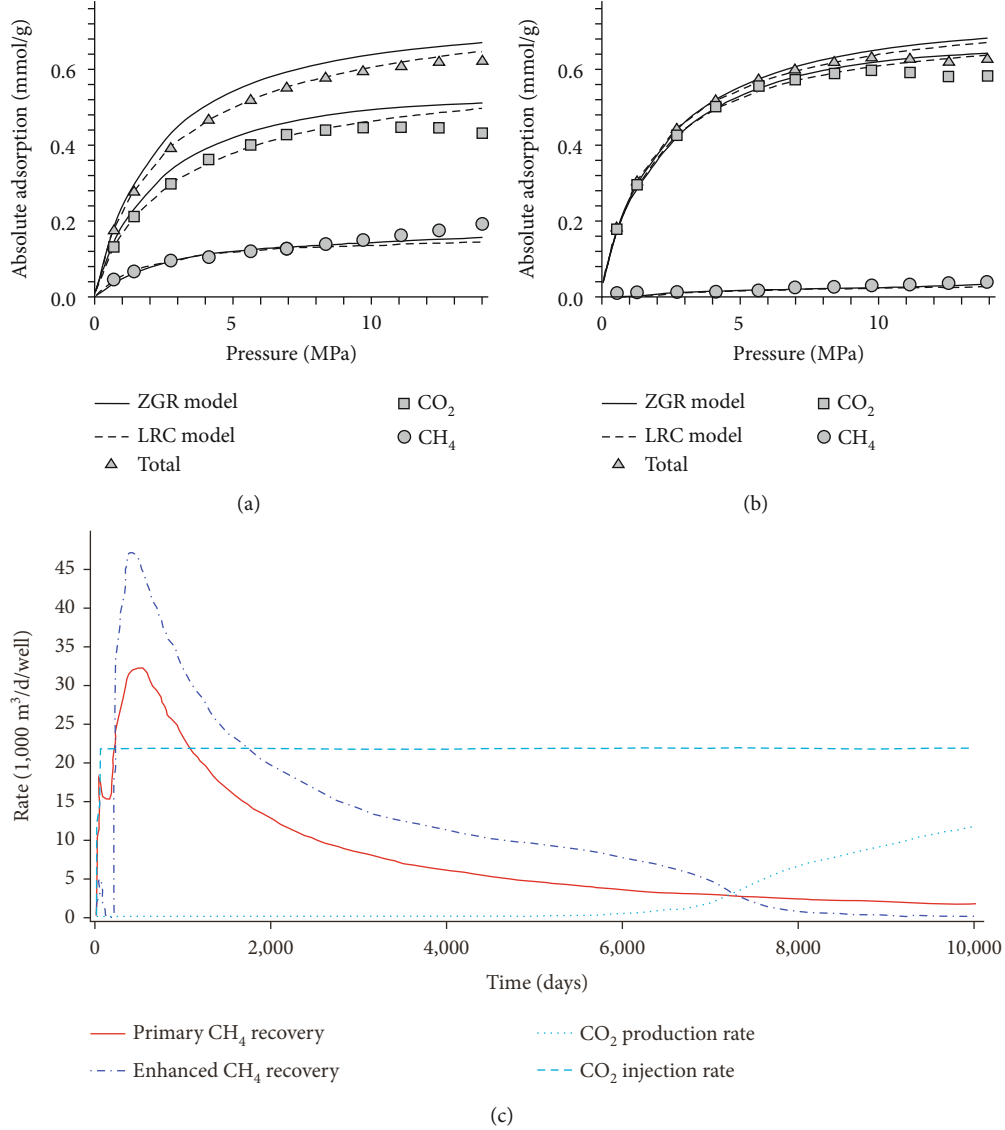 Absolute adsorption (mmol/g)
0.6
0.4
0.2
0.0
0
5
10
Pressure (MPa)
ZGR model
LRC model
Total
CO₂
CH₄
(a)
Absolute adsorption (mmol/g)
0.6
0.4
0.2
0.0
0
5
10
Pressure (MPa)
ZGR model
LRC model
Total
CO₂
CH₄
(b)
Rate (1,000 m³/d/well)
45
40
35
30
25
20
15
10
5
0
0
2,000
4,000
6,000
8,000
10,000
Time (days)
Primary CH₄ recovery
Enhanced CH₄ recovery
CO₂ production rate
CO₂ injection rate
(c)